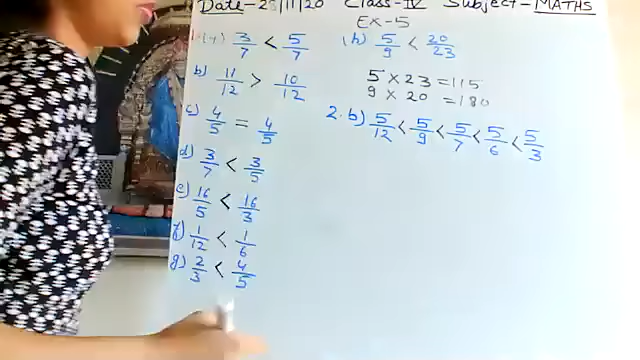 Date-25/11/20 Class-IV Subject-MATHS
Ex-5
1.(a) 3/7 < 5/7
b) 11/12 > 10/12
c) 4/5 = 4/5
d) 3/7 < 3/5
e) 16/5 < 16/3
f) 1/12 < 1/6
g) 2/3 < 4/5
(h) 5/9 < 20/23
5 × 23 = 115
9 × 20 = 180
2. b) 5/12 < 5/9 < 5/7 < 5/6 < 5/3